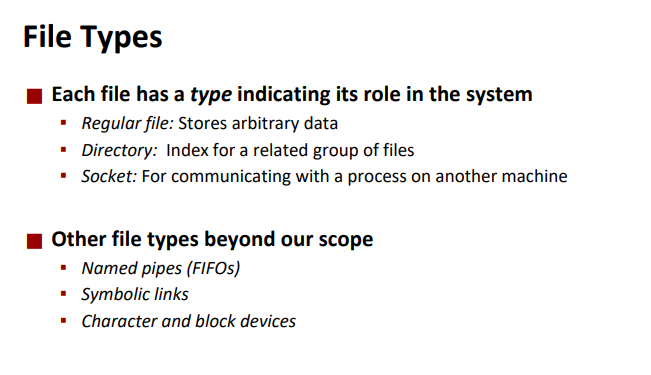 File Types
Each file has a type indicating its role in the system
Regular file: Stores arbitrary data
Directory: Index for a related group of files
Socket: For communicating with a process on another machine
Other file types beyond our scope
Named pipes (FIFOs)
Symbolic links
Character and block devices